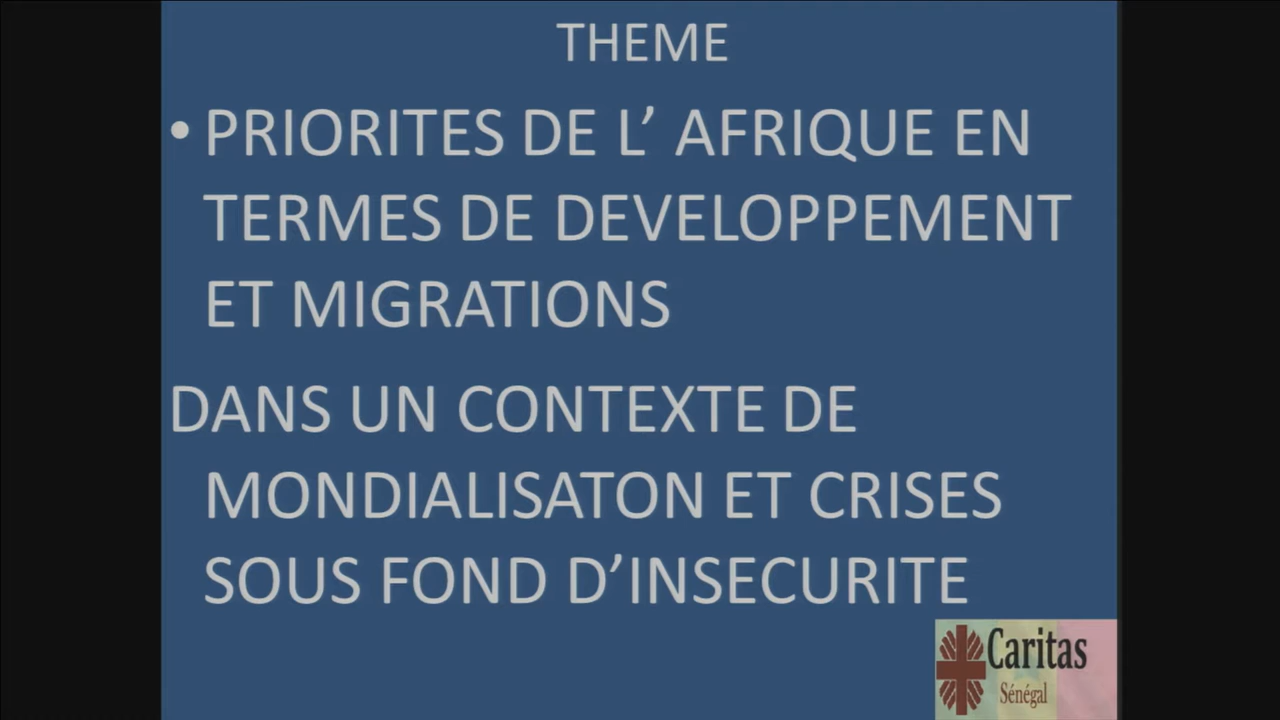 THEME
• PRIORITES DE L’ AFRIQUE EN
TERMES DE DEVELOPPEMENT
ET MIGRATIONS
DANS UN CONTEXTE DE
MONDIALISATON ET CRISES
SOUS FOND D’INSECURITE
Caritas
Sénégal